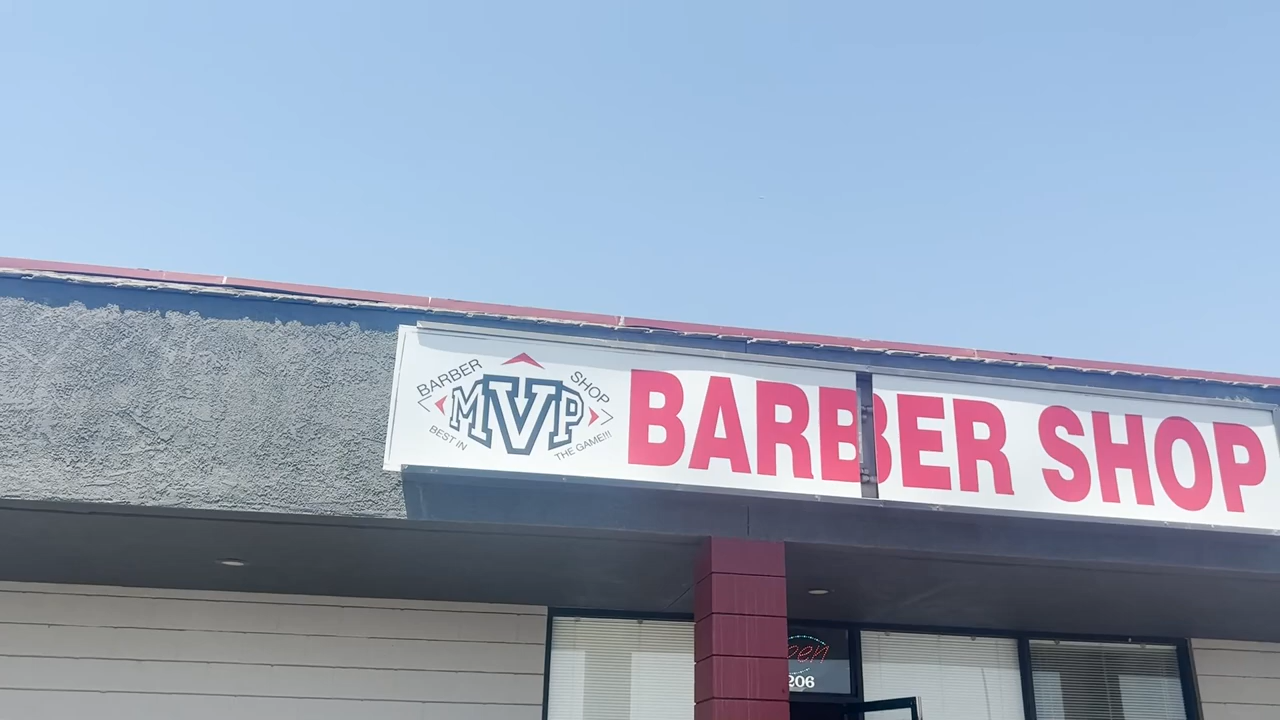 BARBER SHOP
MVP
BEST IN THE GAME!!!
BARBER SHOP
206